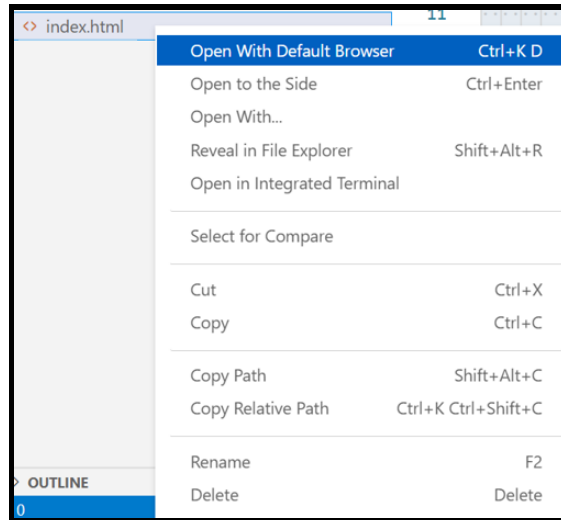 <> index.html
11
Open With Default Browser Ctrl+K D
Open to the Side Ctrl+Enter
Open With...
Reveal in File Explorer Shift+Alt+R
Open in Integrated Terminal
Select for Compare
Cut Ctrl+X
Copy Ctrl+C
Copy Path Shift+Alt+C
Copy Relative Path Ctrl+K Ctrl+Shift+C
Rename F2
OUTLINE
Delete Delete
0